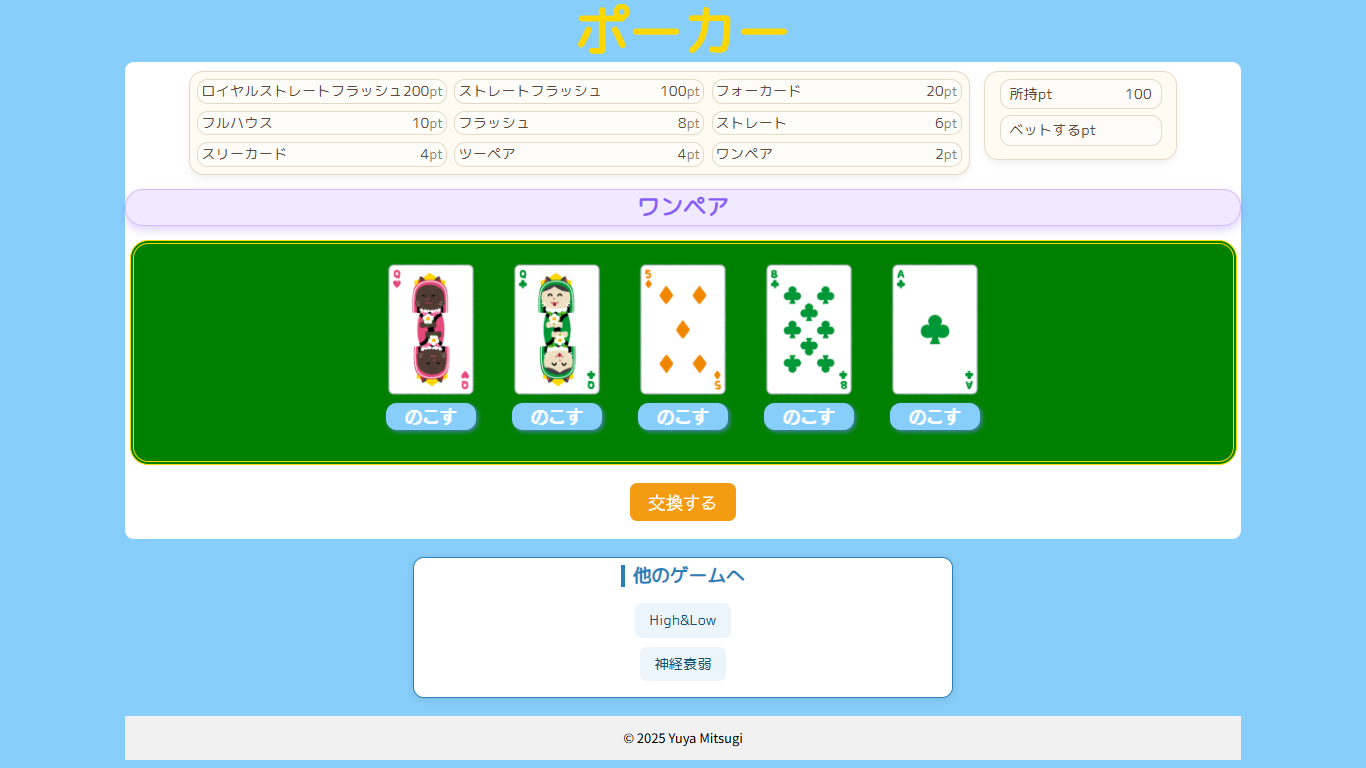 ポーカー
ロイヤルストレートフラッシュ200pt ストレートフラッシュ 100pt フォーカード 20pt
フルハウス 10pt フラッシュ 8pt ストレート 6pt
スリーカード 4pt ツーペア 4pt ワンペア 2pt
所持pt 100
ベットするpt
ワンペア
Q Q 5 8 A
Q Q 5 8 A
のこす のこす のこす のこす のこす
交換する
他のゲームへ
High&Low
神経衰弱
© 2025 Yuya Mitsugi